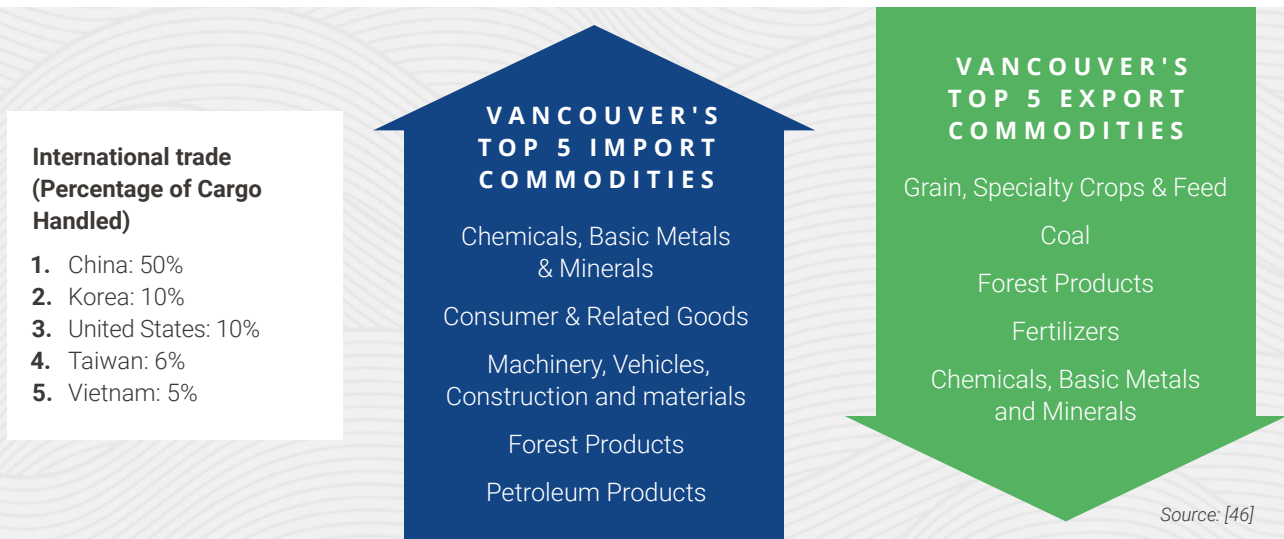 International trade
(Percentage of Cargo
Handled)
1. China: 50%
2. Korea: 10%
3. United States: 10%
4. Taiwan: 6%
5. Vietnam: 5%
VANCOUVER'S
TOP 5 IMPORT
COMMODITIES
Chemicals, Basic Metals
& Minerals
Consumer & Related Goods
Machinery, Vehicles,
Construction and materials
Forest Products
Petroleum Products
VANCOUVER'S
TOP 5 EXPORT
COMMODITIES
Grain, Specialty Crops & Feed
Coal
Forest Products
Fertilizers
Chemicals, Basic Metals
and Minerals
Source: [46]